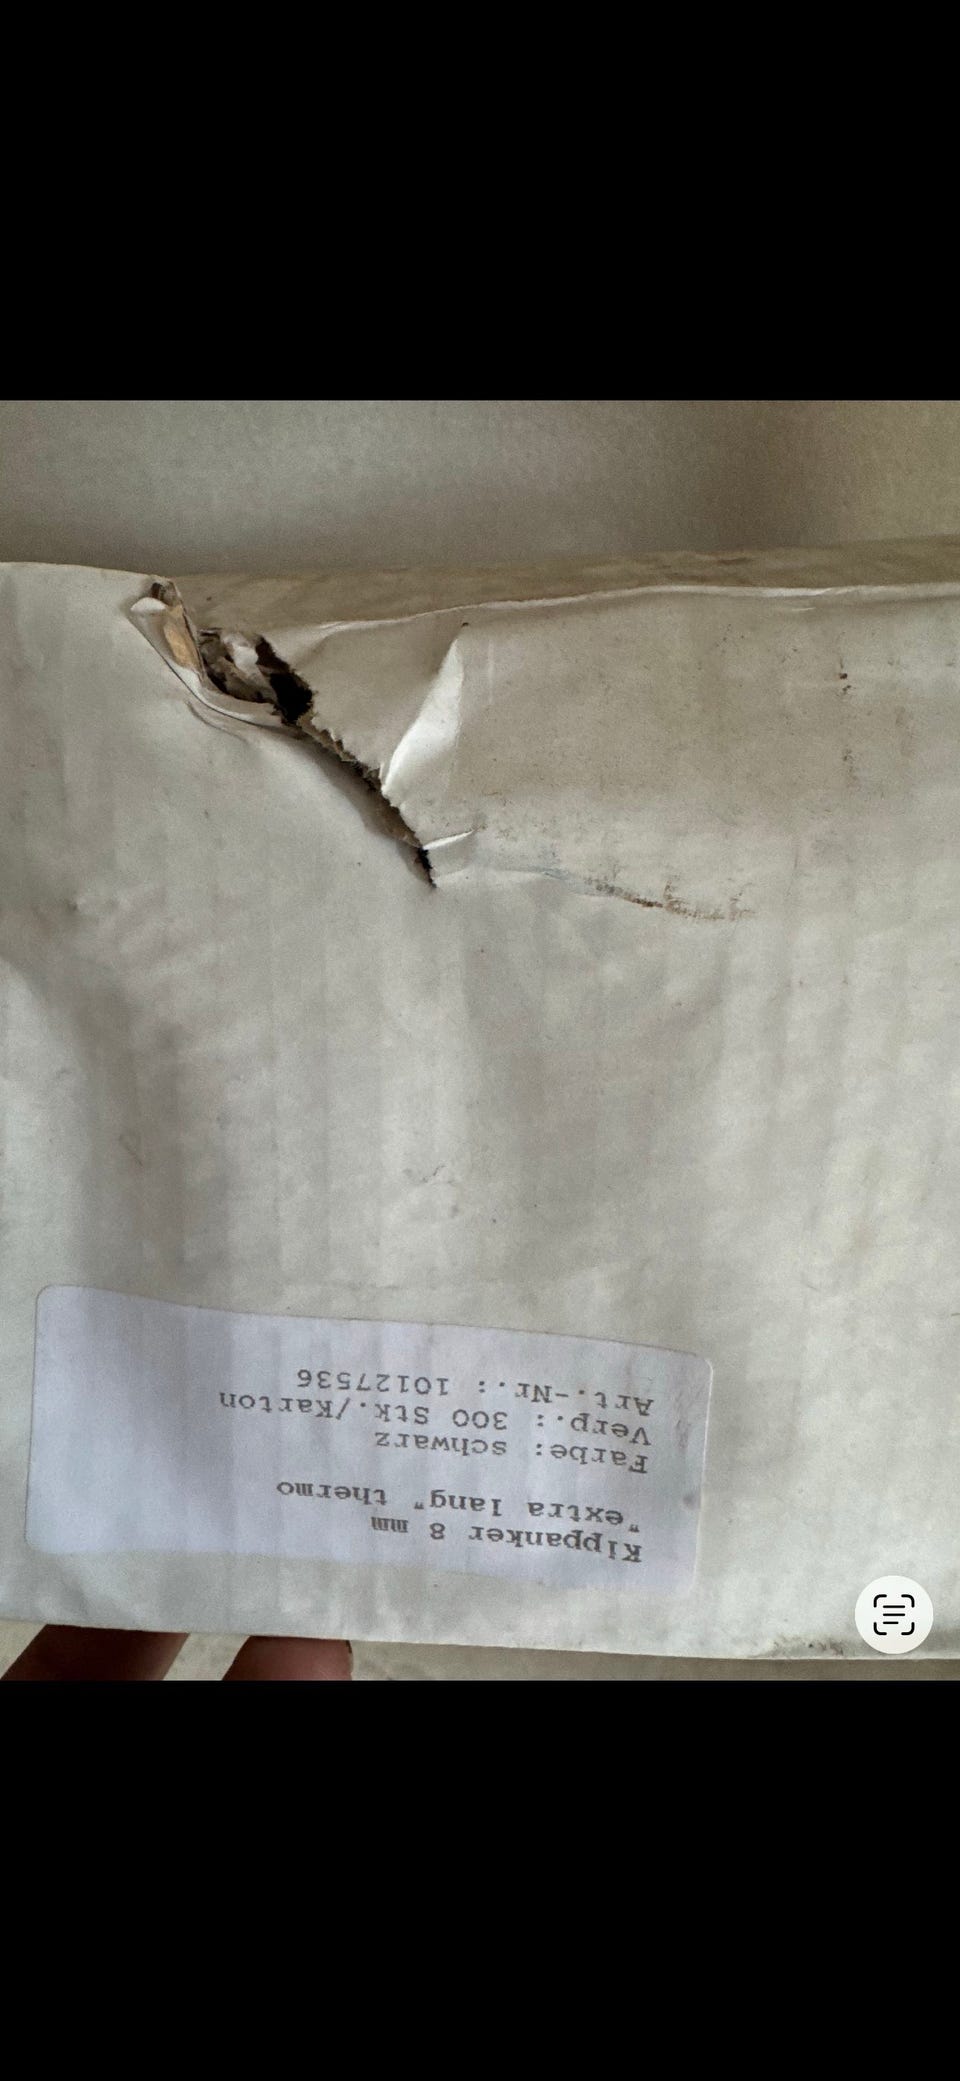 Kippanker 8 mm
"extra lang" thermo
Farbe: schwarz
Verp.: 300 Stk./Karton
Art.-Nr.: 10127536